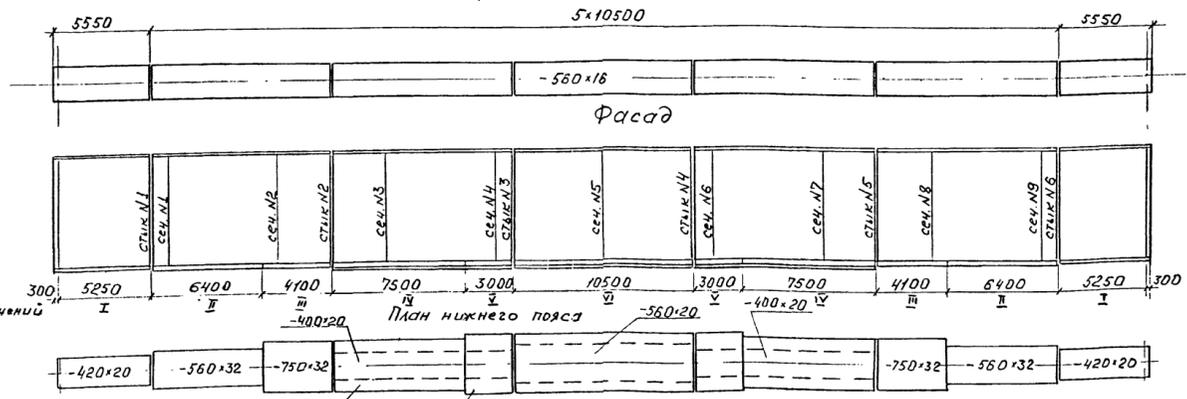 5550 5×10500 5550
-560×16
Фасад
стык N1 сеч. N1 сеч. N2 стык N2 сеч. N3 сеч. N4 стык N3 сеч. N5 стык N4 сеч. N6 сеч. N7 стык N5 сеч. N8 сеч. N9 стык N6
300 5250 6400 4100 7500 3000 10500 3000 7500 4100 6400 5250 300
чений I II III IV V VI V IV III II I
План нижнего пояса
-400×20 -560×20 -400×20
-420×20 -560×32 -750×32 -750×32 -560×32 -420×20